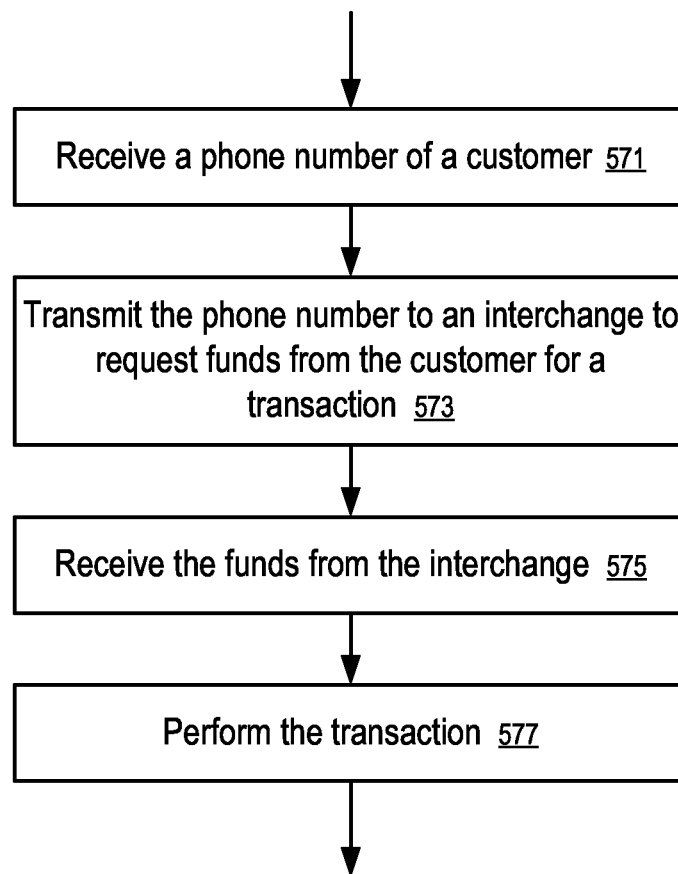 Receive a phone number of a customer 571
Transmit the phone number to an interchange to
request funds from the customer for a
transaction 573
Receive the funds from the interchange 575
Perform the transaction 577